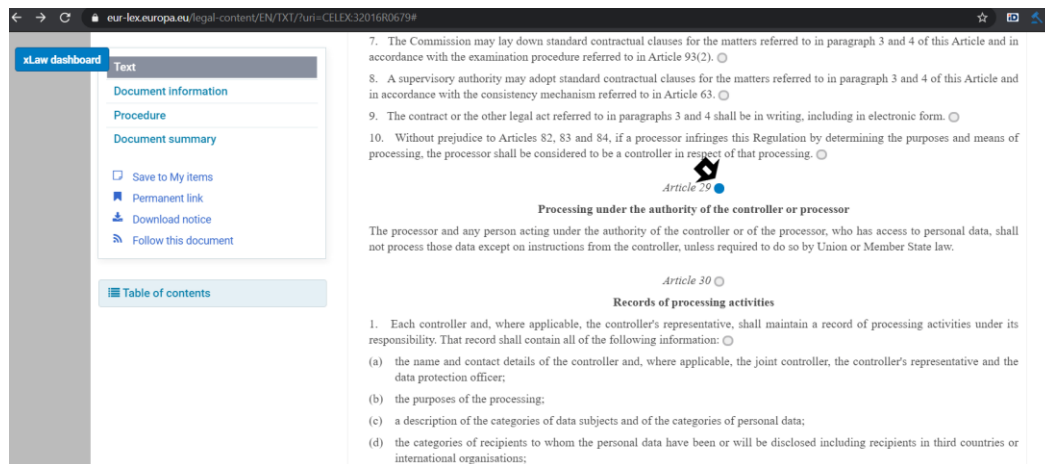 eur-lex.europa.eu/legal-content/EN/TXT/?uri=CELEX:32016R0679#
xLaw dashboard
Text
Document information
Procedure
Document summary
Save to My items
Permanent link
Download notice
Follow this document
Table of contents
7. The Commission may lay down standard contractual clauses for the matters referred to in paragraph 3 and 4 of this Article and in
accordance with the examination procedure referred to in Article 93(2).
8. A supervisory authority may adopt standard contractual clauses for the matters referred to in paragraph 3 and 4 of this Article and
in accordance with the consistency mechanism referred to in Article 63.
9. The contract or the other legal act referred to in paragraphs 3 and 4 shall be in writing, including in electronic form.
10. Without prejudice to Articles 82, 83 and 84, if a processor infringes this Regulation by determining the purposes and means of
processing, the processor shall be considered to be a controller in respect of that processing.
Article 29
Processing under the authority of the controller or processor
The processor and any person acting under the authority of the controller or of the processor, who has access to personal data, shall
not process those data except on instructions from the controller, unless required to do so by Union or Member State law.
Article 30
Records of processing activities
1. Each controller and, where applicable, the controller's representative, shall maintain a record of processing activities under its
responsibility. That record shall contain all of the following information:
(a) the name and contact details of the controller and, where applicable, the joint controller, the controller's representative and the
data protection officer;
(b) the purposes of the processing;
(c) a description of the categories of data subjects and of the categories of personal data;
(d) the categories of recipients to whom the personal data have been or will be disclosed including recipients in third countries or
international organisations;